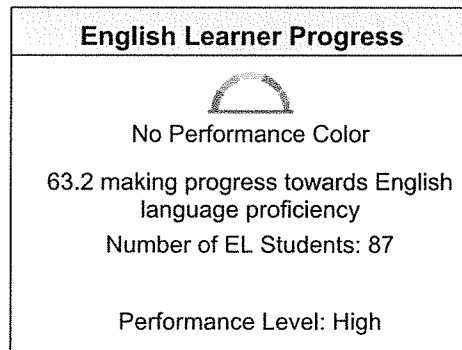 English Learner Progress
No Performance Color
63.2 making progress towards English
language proficiency
Number of EL Students: 87
Performance Level: High